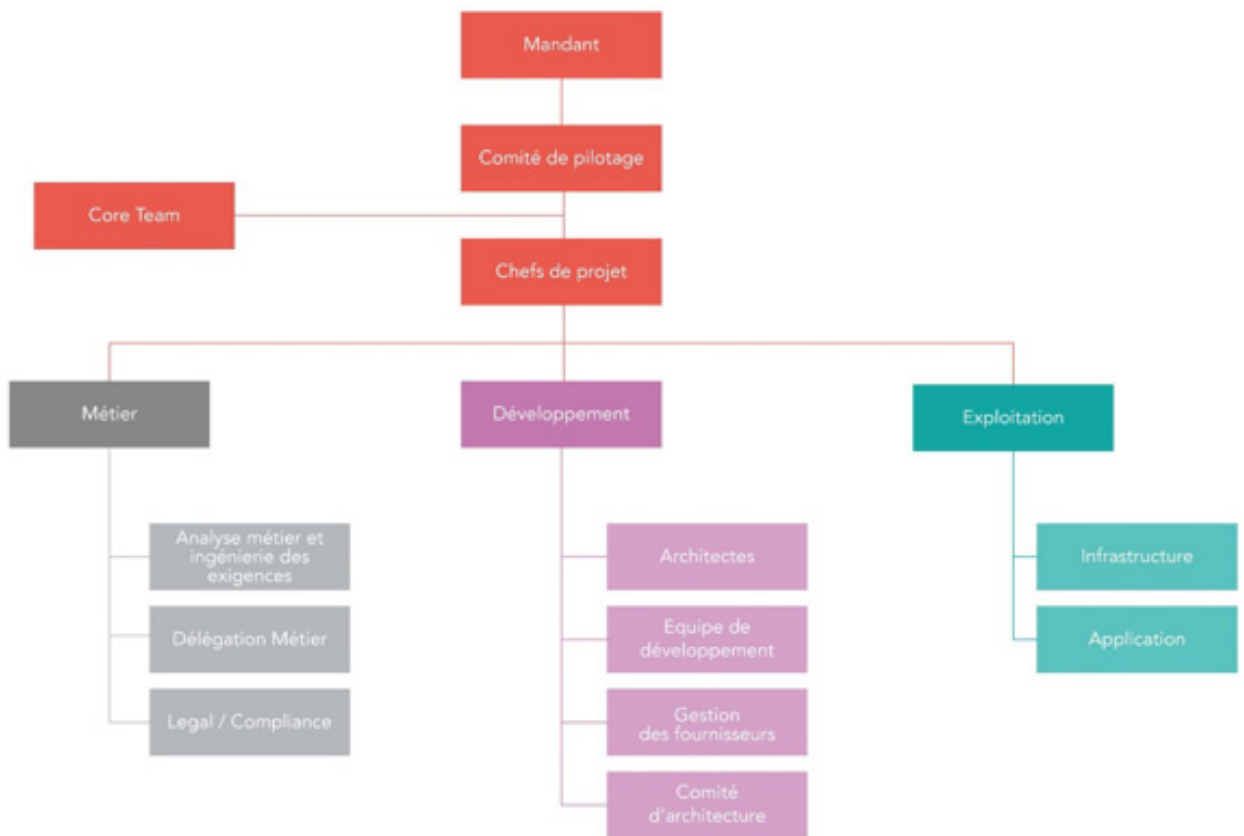 Mandant
Comité de pilotage
Core Team
Chefs de projet
Métier
Développement
Exploitation
Analyse métier et
ingénierie des
exigences
Délégation Métier
Legal / Compliance
Architectes
Equipe de
développement
Gestion
des fournisseurs
Comité
d'architecture
Infrastructure
Application